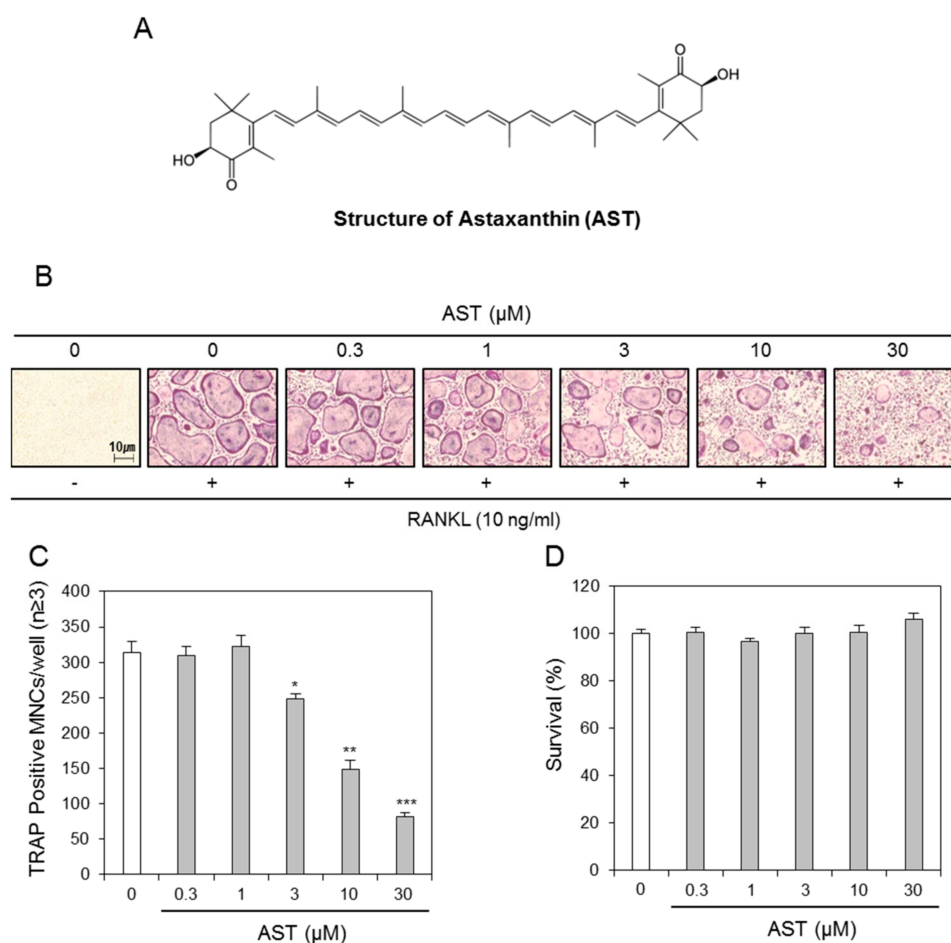 A
O
OH
HO
O
Structure of Astaxanthin (AST)
B
AST (µM)
0 0 0.3 1 3 10 30
10µm
- + + + + + +
RANKL (10 ng/ml)
C
TRAP Positive MNCs/well (n≥3)
400
350
300
250
200
150
100
50
0
*
**
***
0 0.3 1 3 10 30
AST (µM)
D
Survival (%)
120
100
80
60
40
20
0
0 0.3 1 3 10 30
AST (µM)